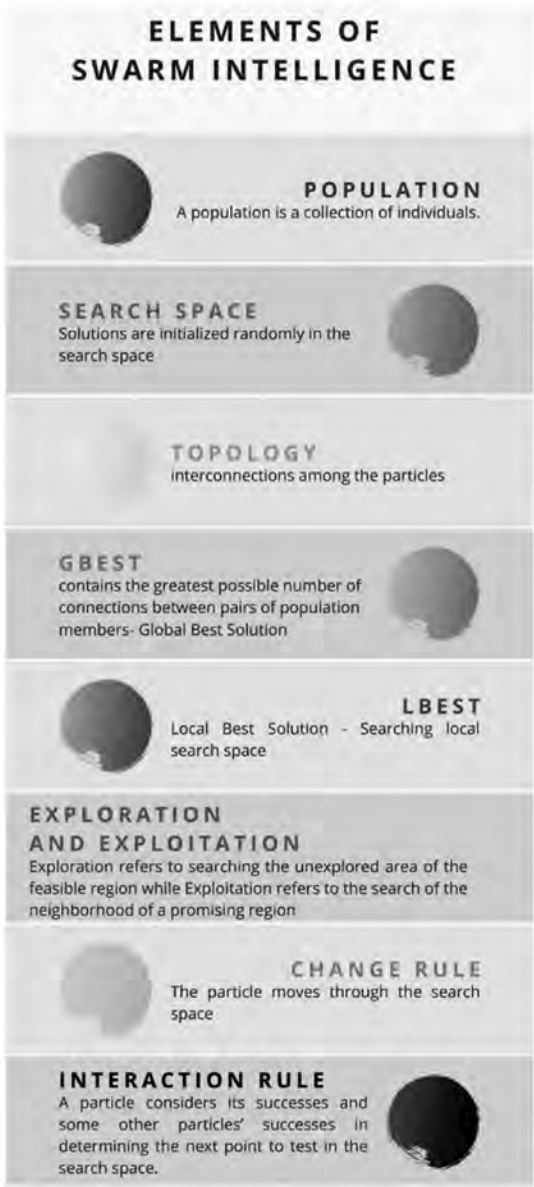 ELEMENTS OF
SWARM INTELLIGENCE
POPULATION
A population is a collection of individuals.
SEARCH SPACE
Solutions are initialized randomly in the
search space
TOPOLOGY
interconnections among the particles
GBEST
contains the greatest possible number of
connections between pairs of population
members- Global Best Solution
LBEST
Local Best Solution - Searching local
search space
EXPLORATION
AND EXPLOITATION
Exploration refers to searching the unexplored area of the
feasible region while Exploitation refers to the search of the
neighborhood of a promising region
CHANGE RULE
The particle moves through the search
space
INTERACTION RULE
A particle considers its successes and
some other particles' successes in
determining the next point to test in the
search space.